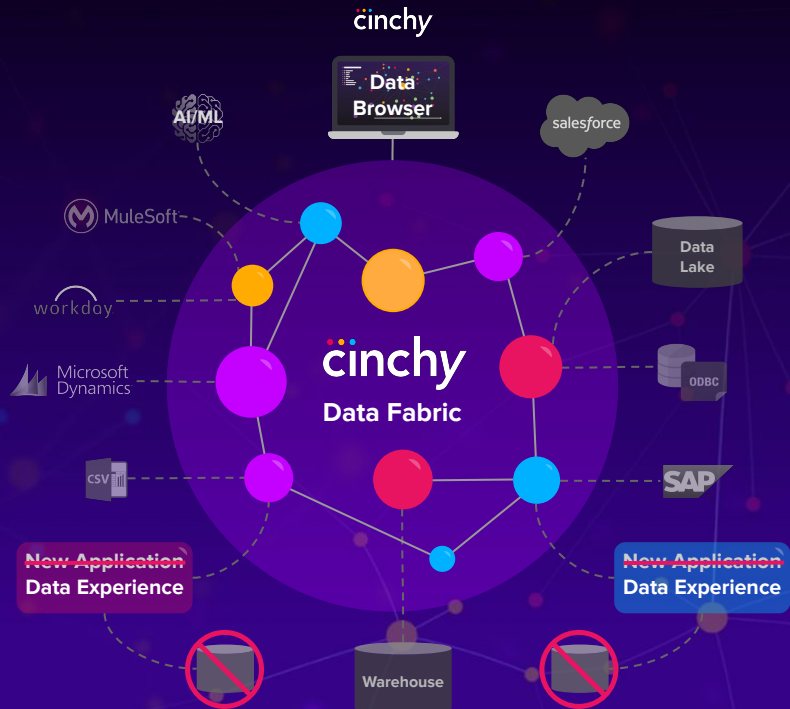 cinchy
Data
Browser
AI/ML
salesforce
MuleSoft
Data
Lake
workday.
Microsoft
Dynamics
ODBC
cinchy
Data Fabric
CSV
SAP
New Application
Data Experience
New Application
Data Experience
Warehouse